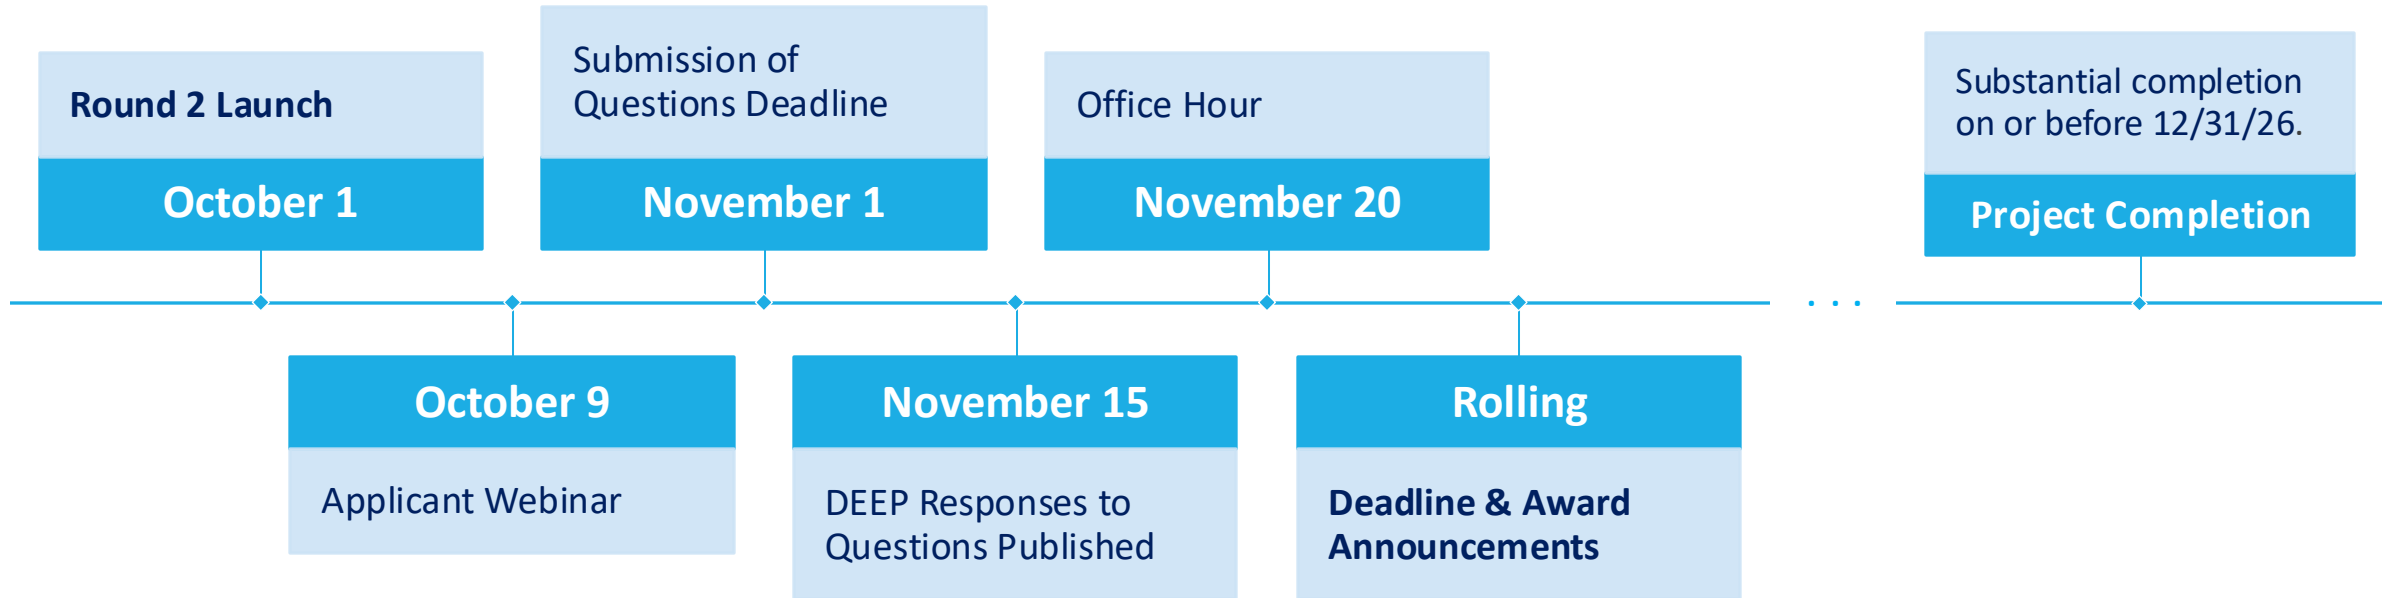 Round 2 Launch
October 1
October 9
Applicant Webinar
Submission of
Questions Deadline
November 1
November 15
DEEP Responses to
Questions Published
Office Hour
November 20
Rolling
Deadline & Award
Announcements
. . .
Substantial completion
on or before 12/31/26.
Project Completion